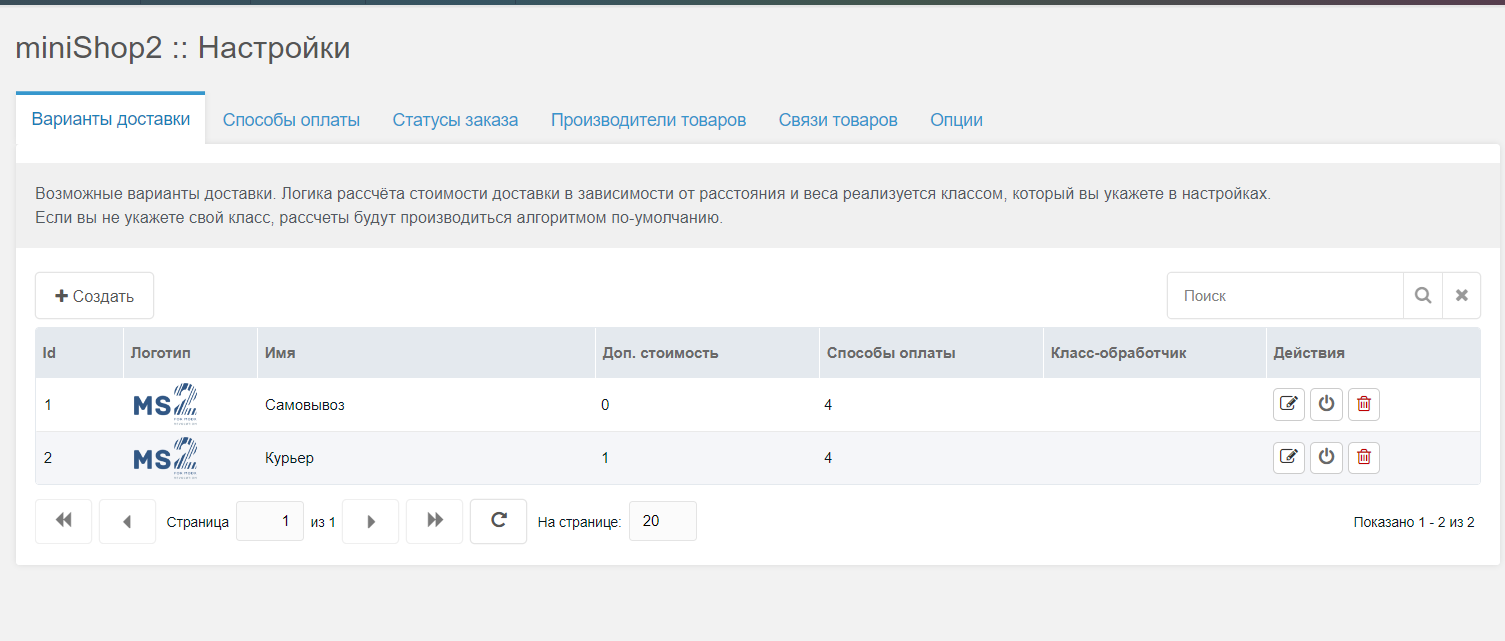 miniShop2 :: Настройки
Варианты доставки Способы оплаты Статусы заказа Производители товаров Связи товаров Опции
Возможные варианты доставки. Логика рассчёта стоимости доставки в зависимости от расстояния и веса реализуется классом, который вы укажете в настройках.
Если вы не укажете свой класс, рассчеты будут производиться алгоритмом по-умолчанию.
Создать Поиск
Id Логотип Имя Доп. стоимость Способы оплаты Класс-обработчик Действия
1 MS2 Самовывоз 0 4
2 MS2 Курьер 1 4
Страница 1 из 1 На странице: 20 Показано 1 - 2 из 2